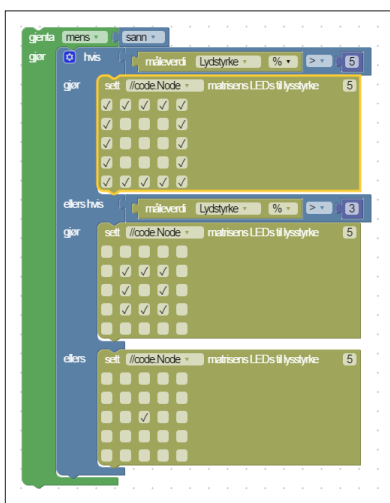 gjenta mens sann
gjør hvis måleverdi Lydstyrke % > 5
gjør sett //code.Node matrisens LEDs til lysstyrke 5
ellers hvis måleverdi Lydstyrke % > 3
gjør sett //code.Node matrisens LEDs til lysstyrke 5
ellers sett //code.Node matrisens LEDs til lysstyrke 5